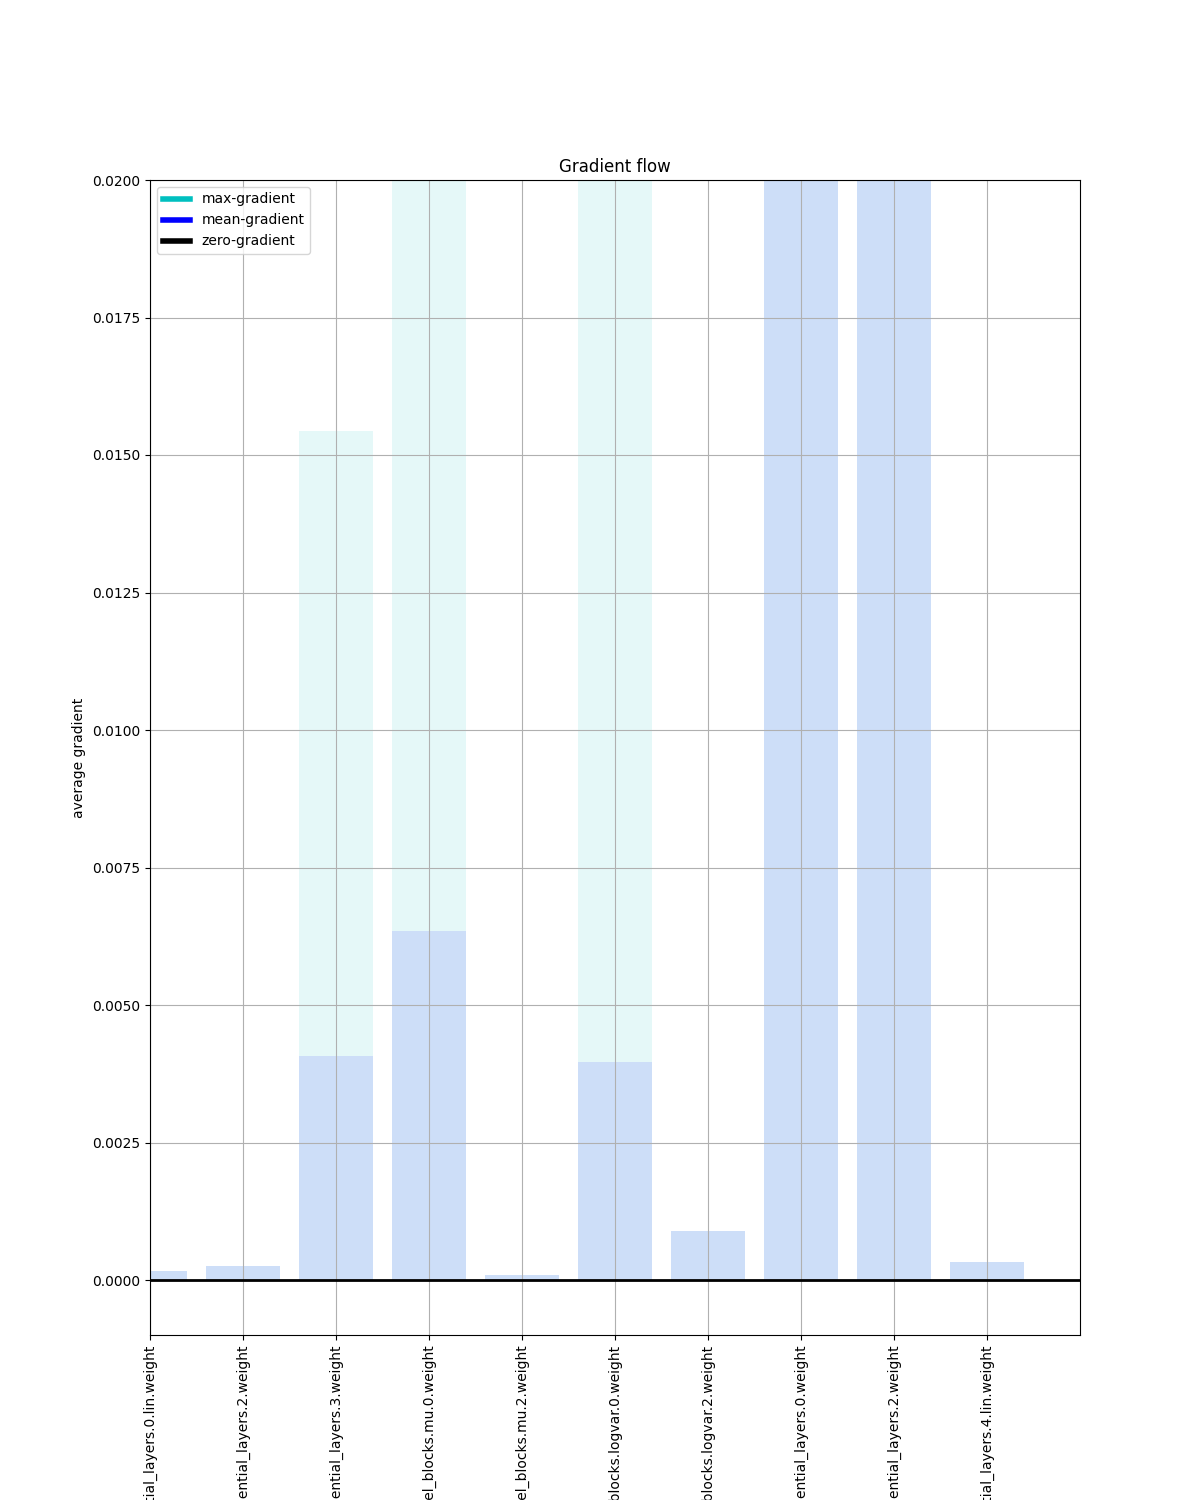 Gradient flow
max-gradient
mean-gradient
zero-gradient
0.0200
0.0175
0.0150
0.0125
0.0100
0.0075
0.0050
0.0025
0.0000
average gradient
tial_layers.0.lin.weight
ential_layers.2.weight
ential_layers.3.weight
el_blocks.mu.0.weight
el_blocks.mu.2.weight
blocks.logvar.0.weight
blocks.logvar.2.weight
ential_layers.0.weight
ential_layers.2.weight
tial_layers.4.lin.weight